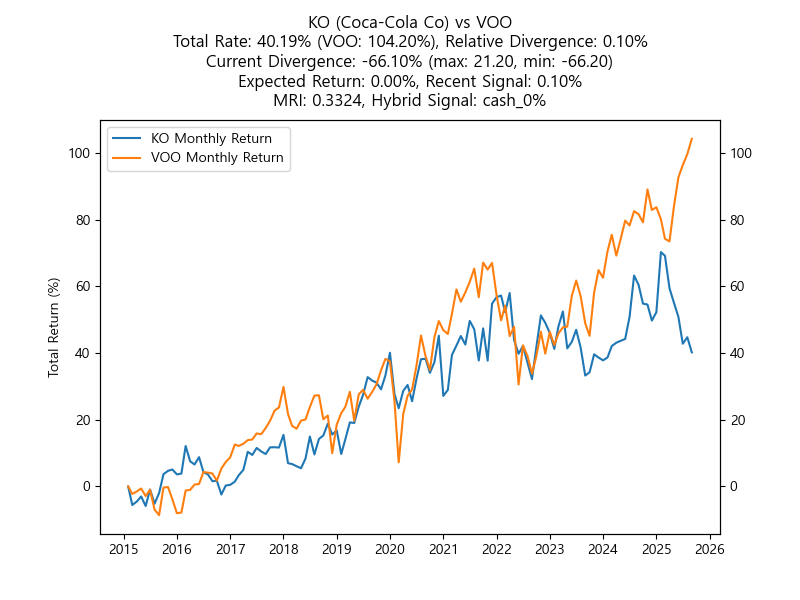 KO (Coca-Cola Co) vs VOO
Total Rate: 40.19% (VOO: 104.20%), Relative Divergence: 0.10%
Current Divergence: -66.10% (max: 21.20, min: -66.20)
Expected Return: 0.00%, Recent Signal: 0.10%
MRI: 0.3324, Hybrid Signal: cash_0%
KO Monthly Return
VOO Monthly Return
Total Return (%)
100
80
60
40
20
0
100
80
60
40
20
0
2015 2016 2017 2018 2019 2020 2021 2022 2023 2024 2025 2026